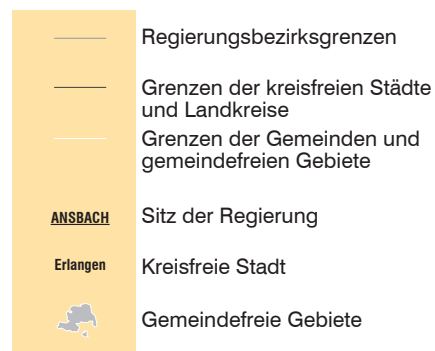 Regierungsbezirksgrenzen
Grenzen der kreisfreien Städte
und Landkreise
Grenzen der Gemeinden und
gemeindefreien Gebiete
ANSBACH Sitz der Regierung
Erlangen Kreisfreie Stadt
Gemeindefreie Gebiete